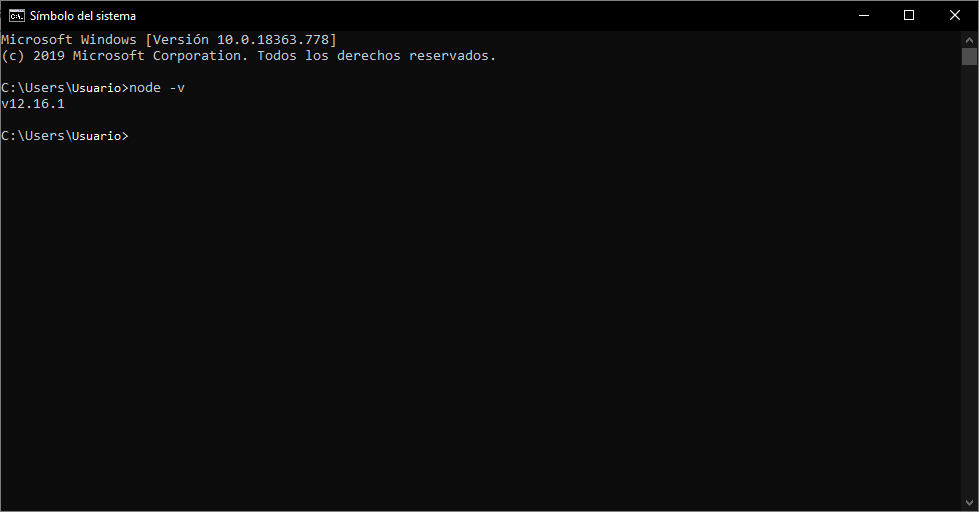 Símbolo del sistema
Microsoft Windows [Versión 10.0.18363.778]
(c) 2019 Microsoft Corporation. Todos los derechos reservados.
C:\Users\Usuario>node -v
v12.16.1
C:\Users\Usuario>